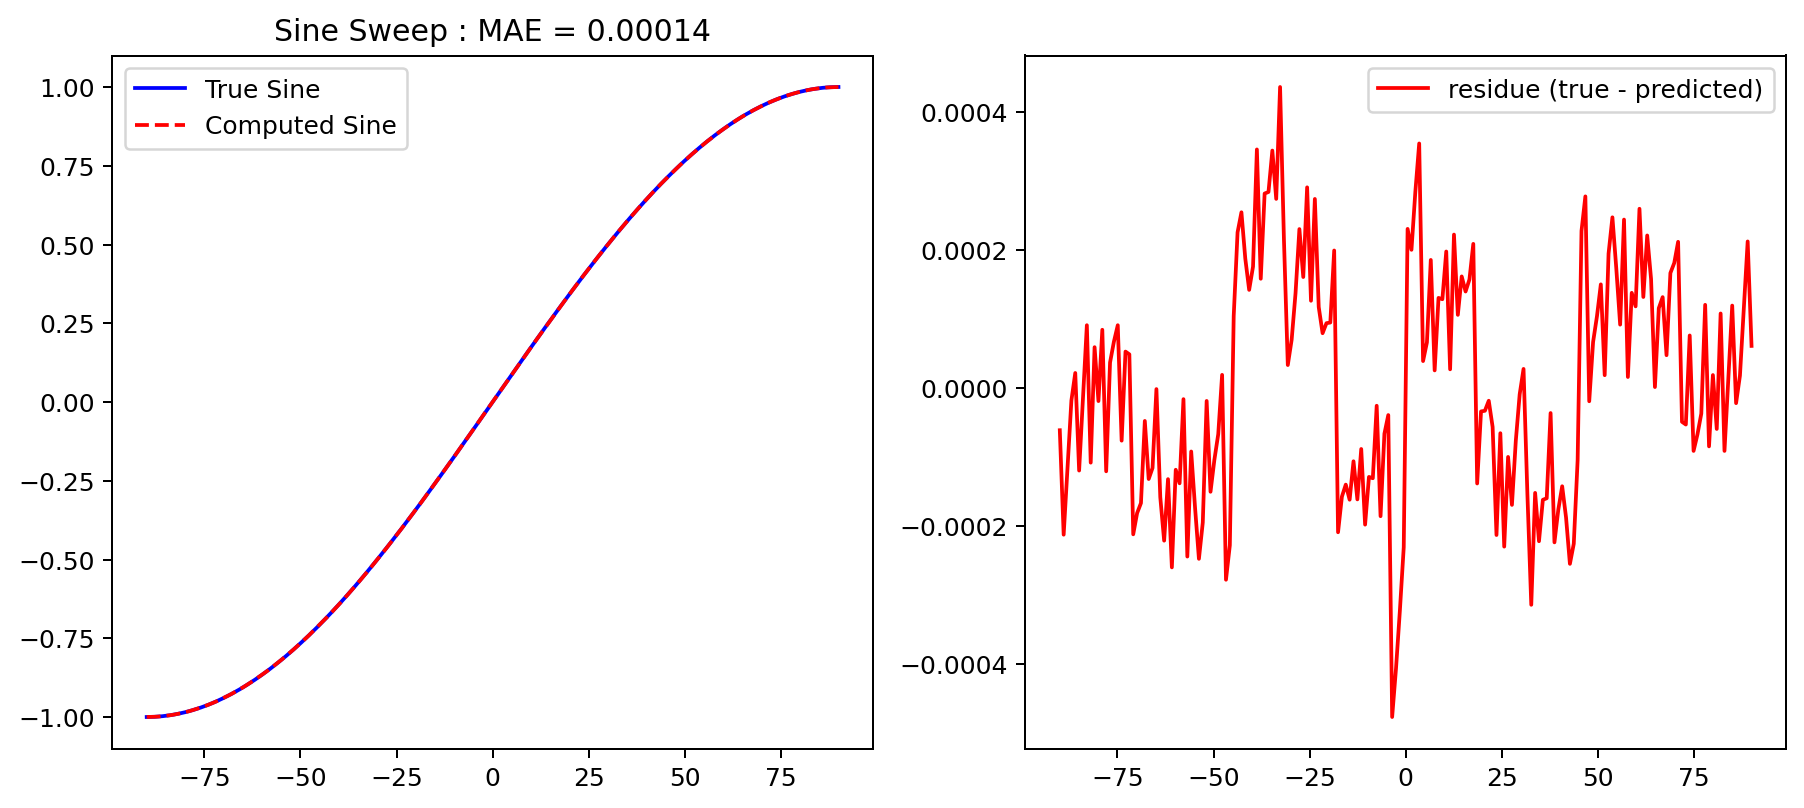 Sine Sweep : MAE = 0.00014
True Sine
Computed Sine
1.00
0.75
0.50
0.25
0.00
−0.25
−0.50
−0.75
−1.00
−75 −50 −25 0 25 50 75
residue (true - predicted)
0.0004
0.0002
0.0000
−0.0002
−0.0004
−75 −50 −25 0 25 50 75